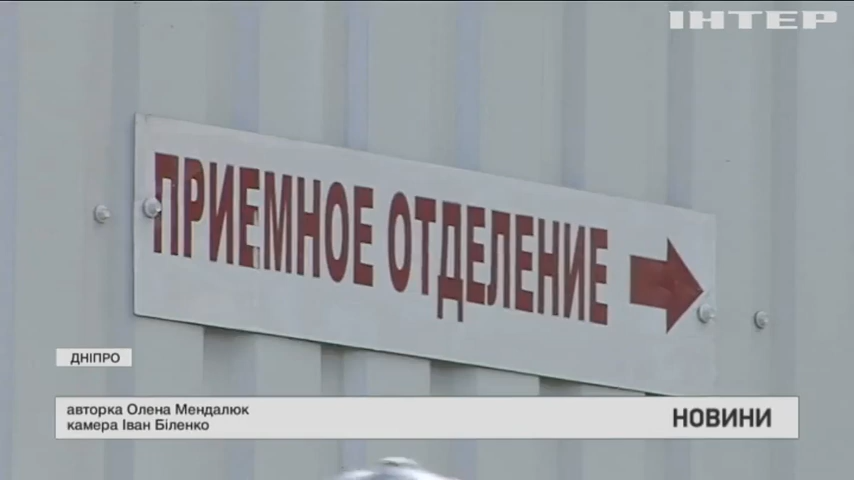 ІНТЕР
ПРИЕМНОЕ ОТДЕЛЕНИЕ
ДНІПРО
авторка Олена Мендалюк
камера Іван Біленко
НОВИНИ